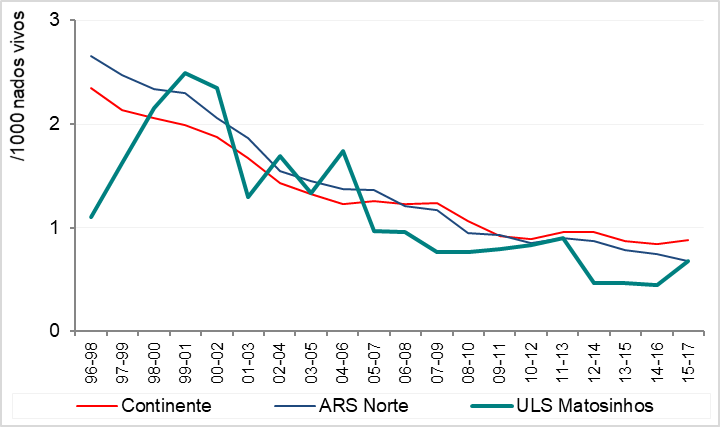 /1000 nados vivos
3
2
1
0
96-98 97-99 98-00 99-01 00-02 01-03 02-04 03-05 04-06 05-07 06-08 07-09 08-10 09-11 10-12 11-13 12-14 13-15 14-16 15-17
Continente ARS Norte ULS Matosinhos